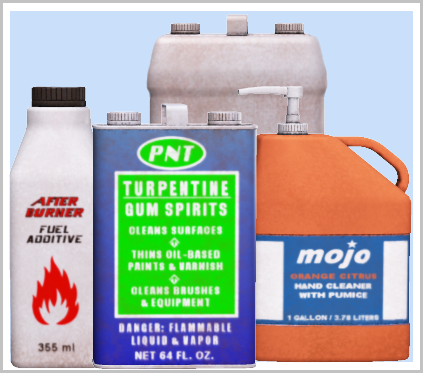 AFTER
BURNER
FUEL
ADDITIVE
355 ml
PNT
TURPENTINE
GUM SPIRITS
CLEANS SURFACES
THINS OIL-BASED
PAINTS & VARNISH
CLEANS BRUSHES
& EQUIPMENT
DANGER: FLAMMABLE
LIQUID & VAPOR
NET 64 FL. OZ.
mojo
ORANGE CITRUS
HAND CLEANER
WITH PUMICE
1 GALLON / 3.78 LITERS